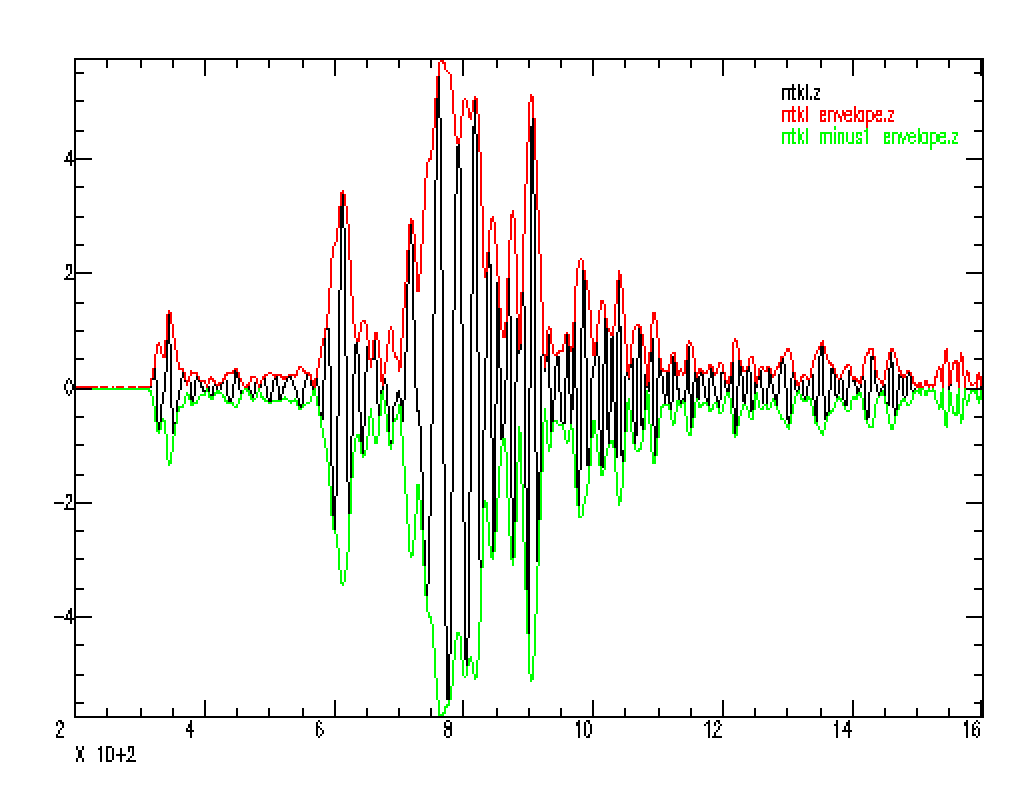 ntkl.z
ntkl envelope.z
ntkl minus1 envelope.z
4
2
0
-2
-4
2 4 6 8 10 12 14 16
X 10+2